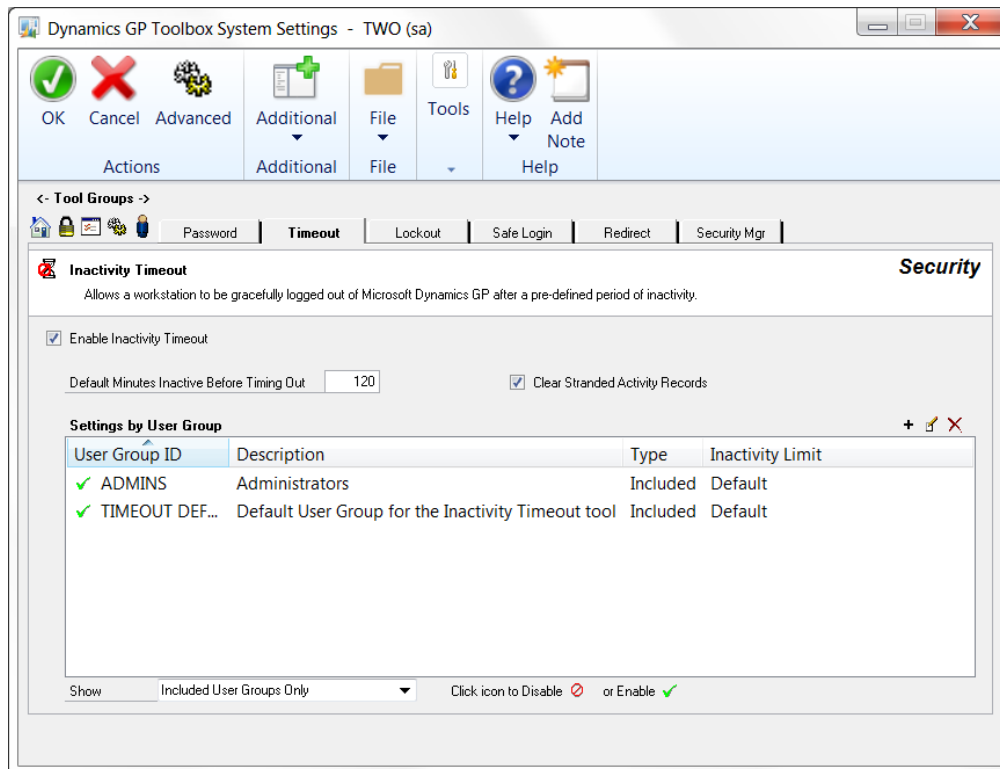 Dynamics GP Toolbox System Settings - TWO (sa)
OK Cancel Advanced Additional File Tools Help Add Note
Actions Additional File Help
<- Tool Groups ->
Password Timeout Lockout Safe Login Redirect Security Mgr
Inactivity Timeout Security
Allows a workstation to be gracefully logged out of Microsoft Dynamics GP after a pre-defined period of inactivity.
Enable Inactivity Timeout
Default Minutes Inactive Before Timing Out 120 Clear Stranded Activity Records
Settings by User Group
User Group ID Description Type Inactivity Limit
ADMINS Administrators Included Default
TIMEOUT DEF... Default User Group for the Inactivity Timeout tool Included Default
Show Included User Groups Only Click icon to Disable or Enable